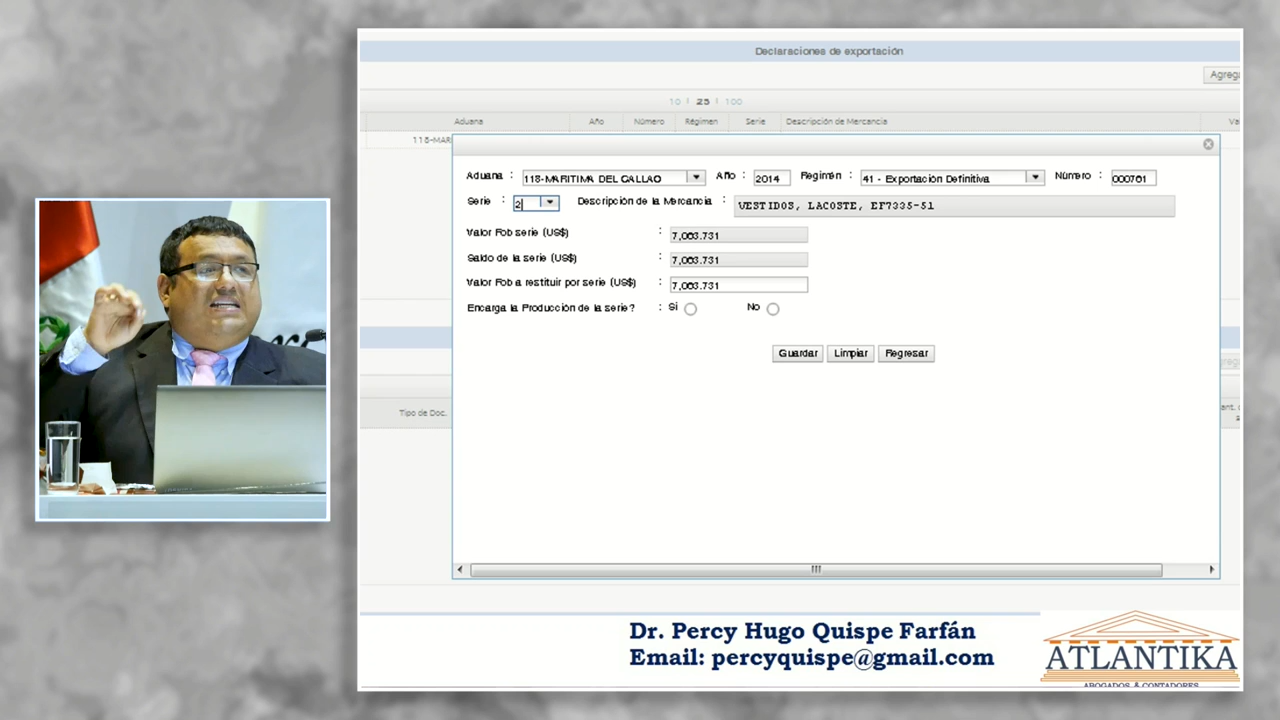 Declaraciones de exportación
Agreg
10 | 25 | 100
Aduana Año Número Régimen Serie Descripción de Mercancía Va
118-MAR
Aduana : 118-MARITIMA DEL CALLAO Año : 2014 Regimén : 41 - Exportación Definitiva Número : 000761
Serie : 2 Descripción de la Mercancía : VESTIDOS, LACOSTE, EF7335-51
Valor Fob serie (US$) : 7,063.731
Saldo de la serie (US$) : 7,063.731
Valor Fob a restituir por serie (US$) : 7,063.731
Encarga la Producción de la serie? : Si No
Guardar Limpiar Regresar
Tipo de Doc.
Dr. Percy Hugo Quispe Farfán
Email: percyquispe@gmail.com
ATLANTIKA
ABOGADOS & CONTADORES